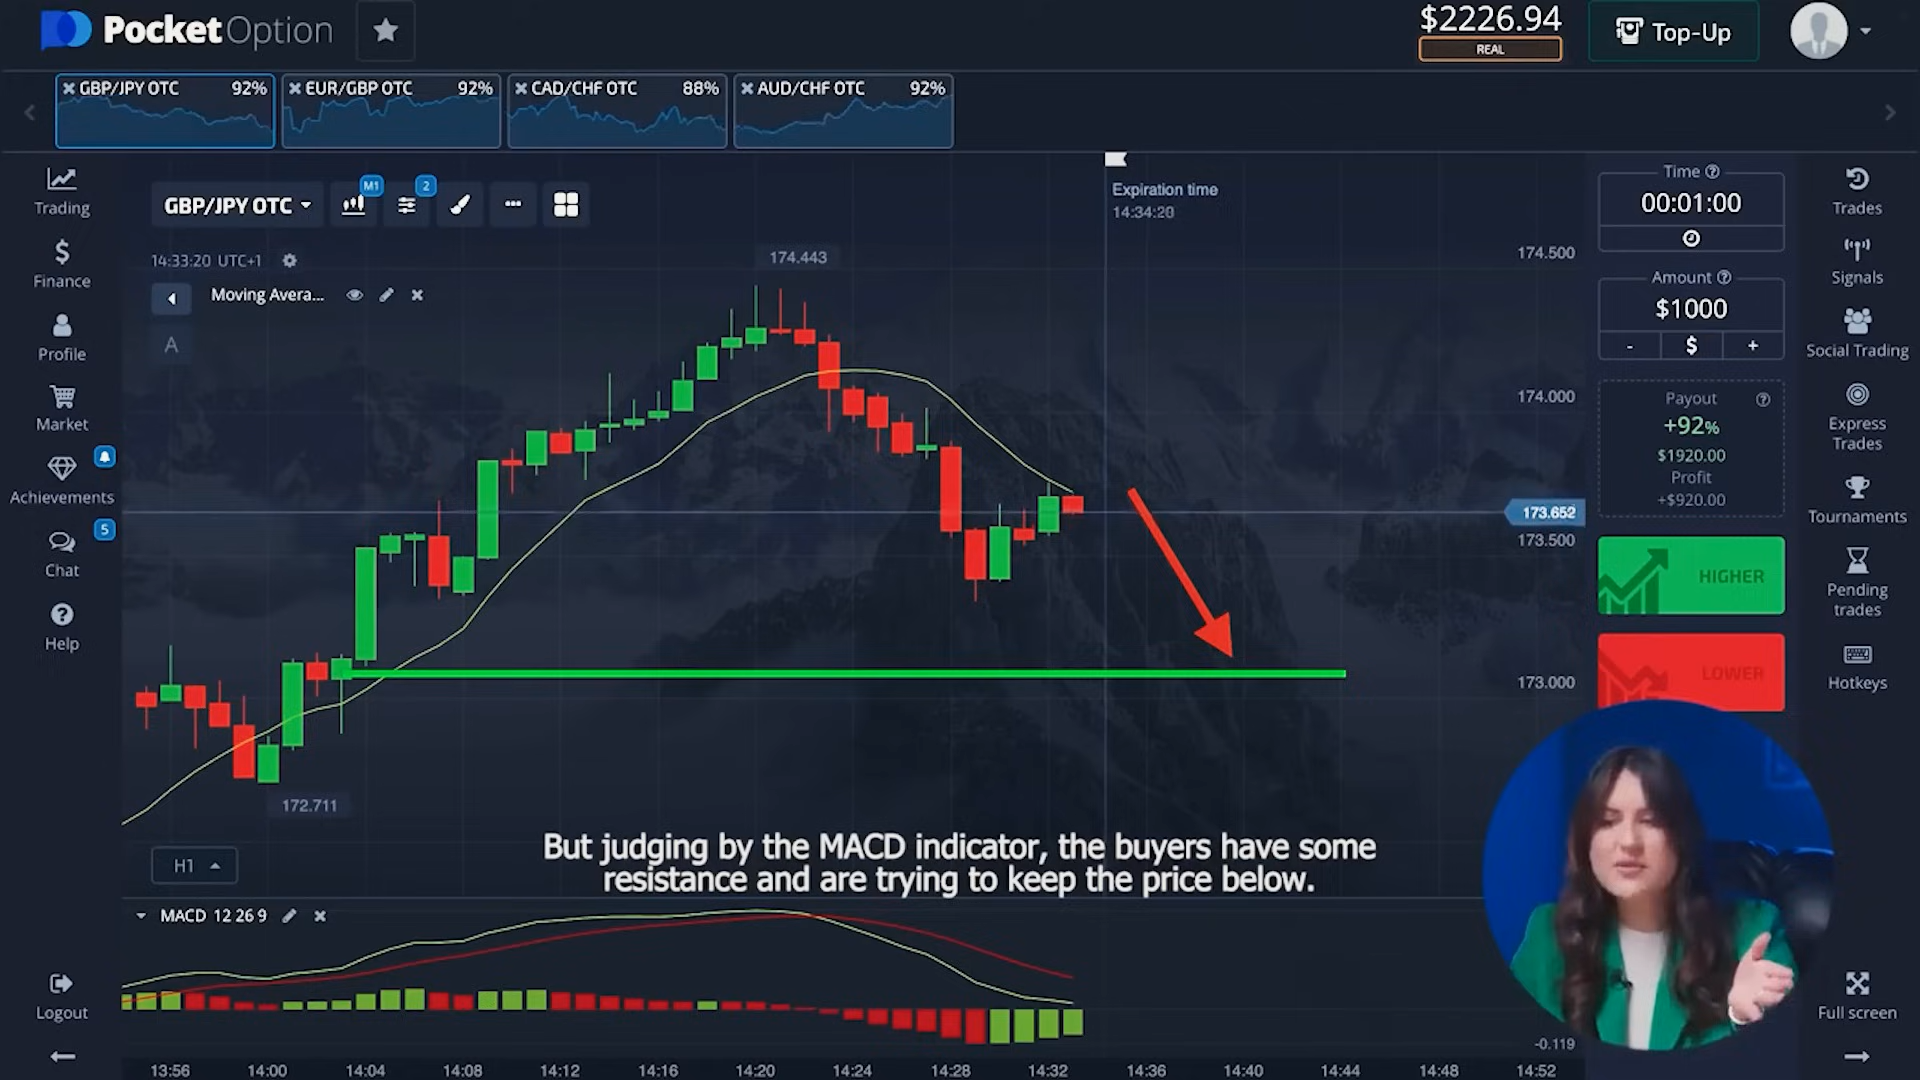 PocketOption
$2226.94
REAL
Top-Up
GBP/JPY OTC 92%
EUR/GBP OTC 92%
CAD/CHF OTC 88%
AUD/CHF OTC 92%
Trading
Finance
Profile
Market
Achievements
Chat
5
Help
Logout
GBP/JPY OTC
M1
2
14:33:20 UTC+1
Moving Avera...
A
174.443
172.711
Expiration time
14:34:20
174.500
174.000
173.652
173.500
173.000
H1
But judging by the MACD indicator, the buyers have some
resistance and are trying to keep the price below.
MACD 12 26 9
-0.119
13:56 14:00 14:04 14:08 14:12 14:16 14:20 14:24 14:28 14:32 14:36 14:40 14:44 14:48 14:52
Time
00:01:00
Amount
$1000
- $ +
Payout
+92%
$1920.00
Profit
+$920.00
HIGHER
LOWER
Trades
Signals
Social Trading
Express
Trades
Tournaments
Pending
trades
Hotkeys
Full screen